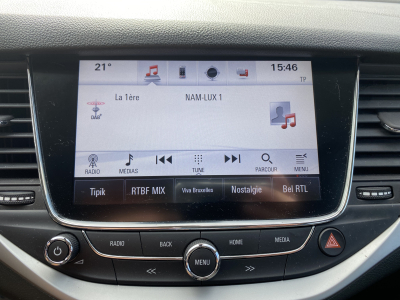 21° 15:46
TP
La 1ère NAM-LUX 1
RADIO MEDIAS TUNE PARCOUR. MENU
Tipik RTBF MIX Viva Bruxelles Nostalgie Bel RTL
RADIO BACK HOME MEDIA
MENU